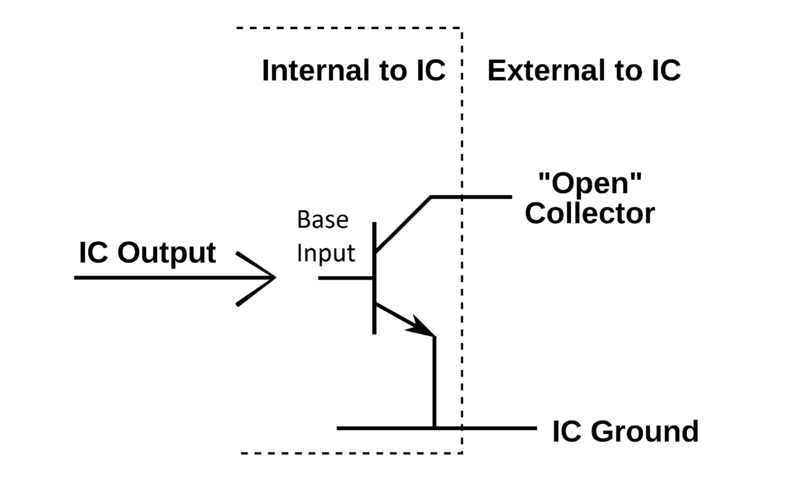 Internal to IC
External to IC
"Open"
Collector
Base
Input
IC Output
IC Ground